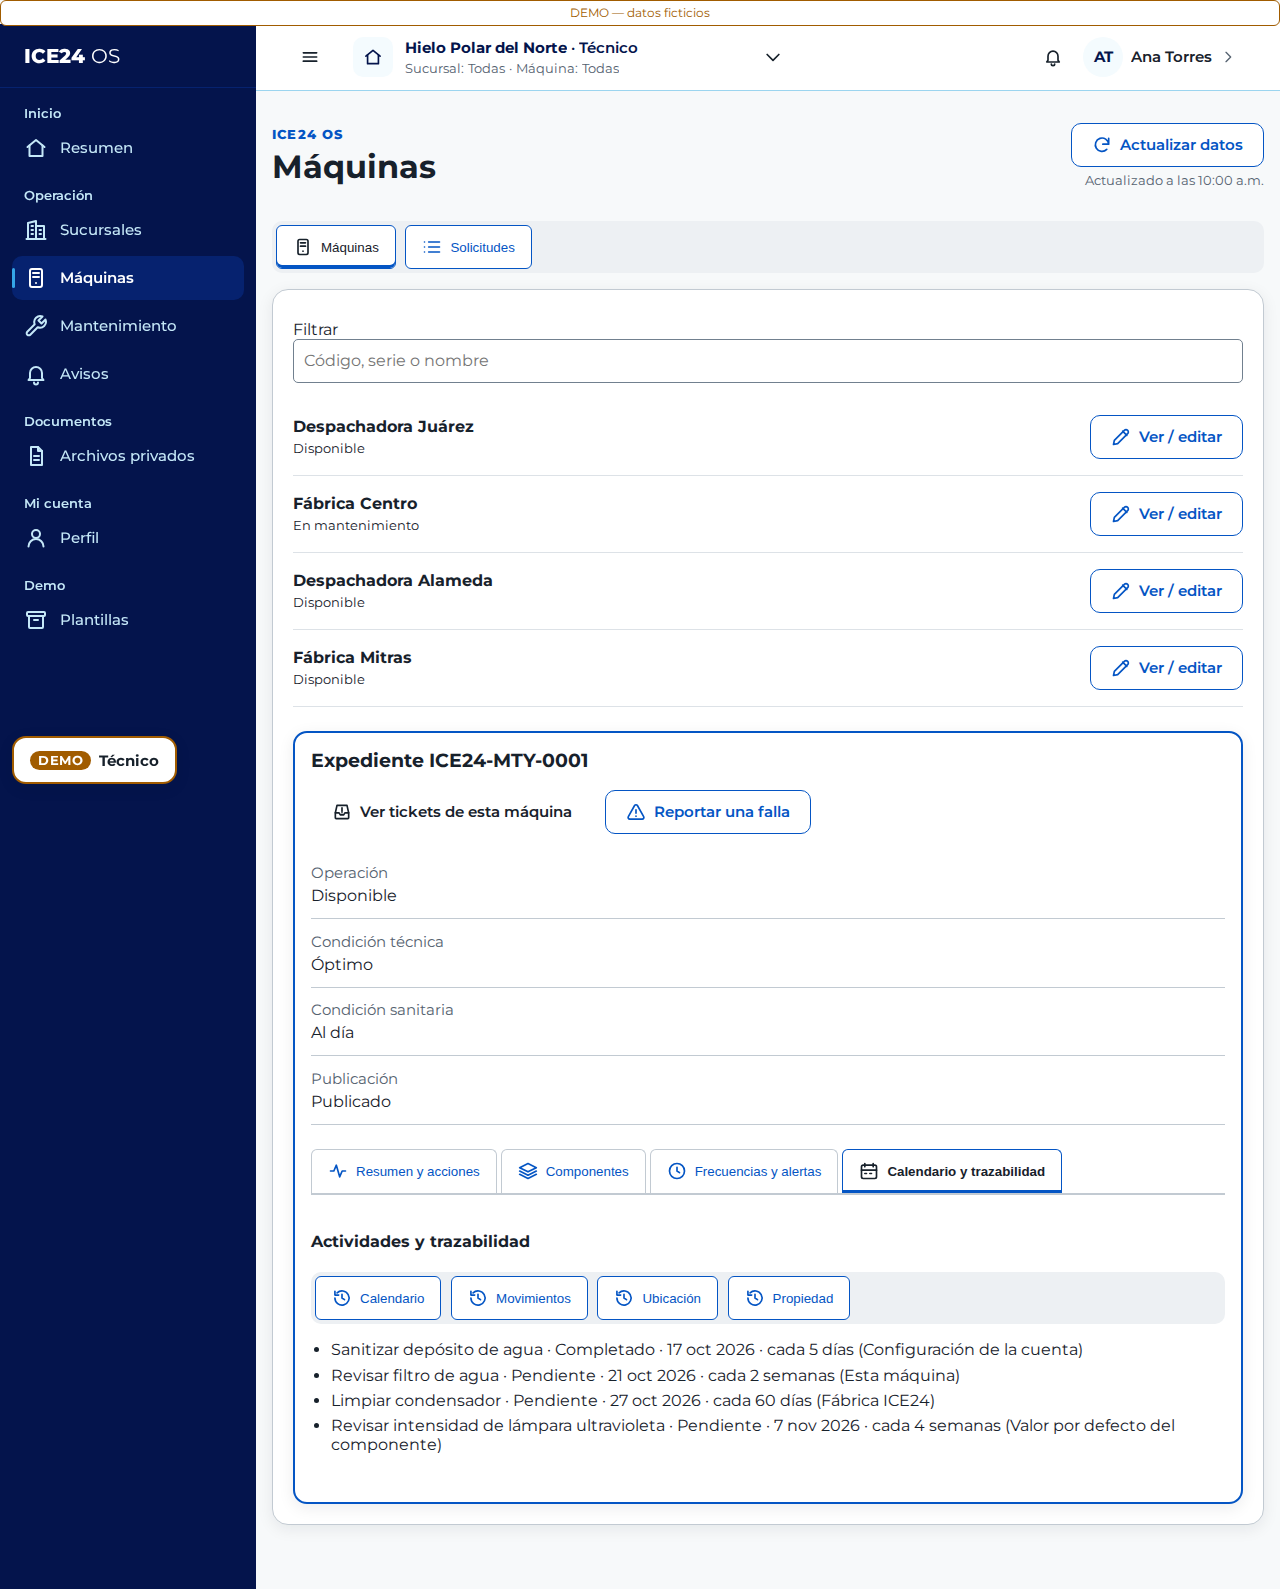 DEMO — datos ficticios
ICE24 OS
Hielo Polar del Norte · Técnico
Sucursal: Todas · Máquina: Todas
AT
Ana Torres
Inicio
Resumen
Operación
Sucursales
Máquinas
Mantenimiento
Avisos
Documentos
Archivos privados
Mi cuenta
Perfil
Demo
Plantillas
DEMO Técnico
ICE24 OS
Máquinas
Actualizar datos
Actualizado a las 10:00 a.m.
Máquinas
Solicitudes
Filtrar
Código, serie o nombre
Despachadora Juárez
Disponible
Ver / editar
Fábrica Centro
En mantenimiento
Ver / editar
Despachadora Alameda
Disponible
Ver / editar
Fábrica Mitras
Disponible
Ver / editar
Expediente ICE24-MTY-0001
Ver tickets de esta máquina
Reportar una falla
Operación
Disponible
Condición técnica
Óptimo
Condición sanitaria
Al día
Publicación
Publicado
Resumen y acciones
Componentes
Frecuencias y alertas
Calendario y trazabilidad
Actividades y trazabilidad
Calendario
Movimientos
Ubicación
Propiedad
• Sanitizar depósito de agua · Completado · 17 oct 2026 · cada 5 días (Configuración de la cuenta)
• Revisar filtro de agua · Pendiente · 21 oct 2026 · cada 2 semanas (Esta máquina)
• Limpiar condensador · Pendiente · 27 oct 2026 · cada 60 días (Fábrica ICE24)
• Revisar intensidad de lámpara ultravioleta · Pendiente · 7 nov 2026 · cada 4 semanas (Valor por defecto del
componente)